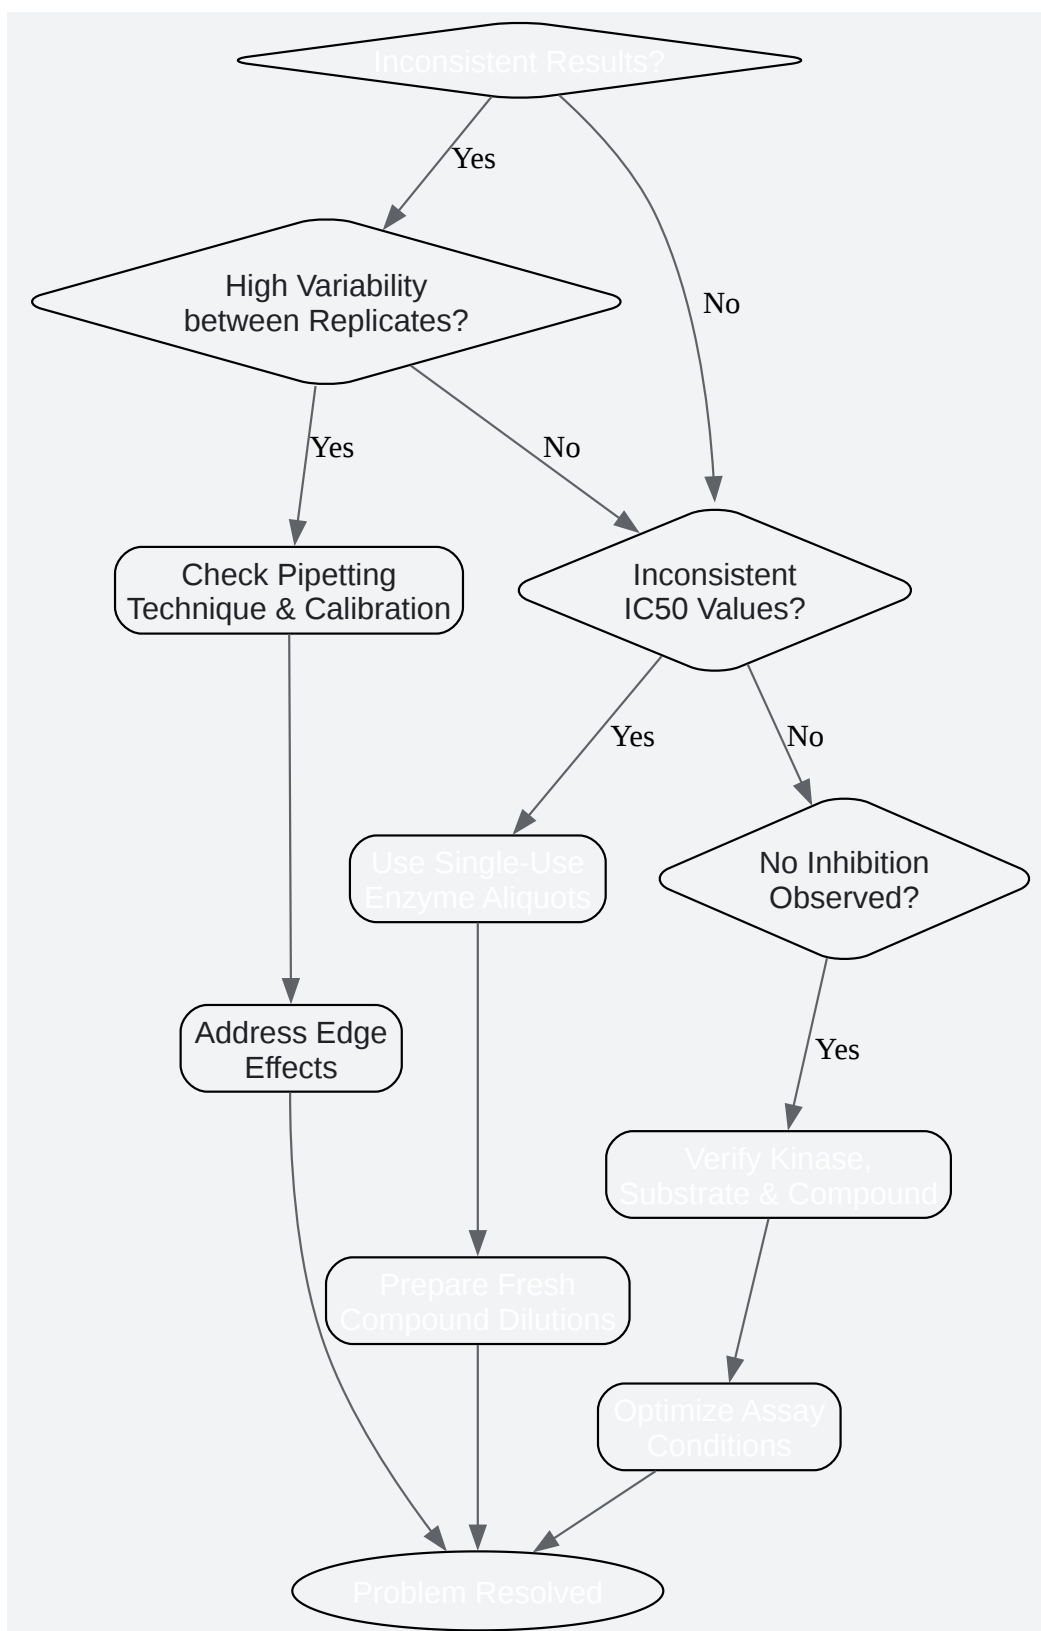 Inconsistent Results?
Yes
High Variability
between Replicates?
No
Yes
No
Check Pipetting
Technique & Calibration
Inconsistent
IC50 Values?
Yes
No
Use Single-Use
Enzyme Aliquots
No Inhibition
Observed?
Address Edge
Effects
Yes
Verify Kinase,
Substrate & Compound
Prepare Fresh
Compound Dilutions
Optimize Assay
Conditions
Problem Resolved